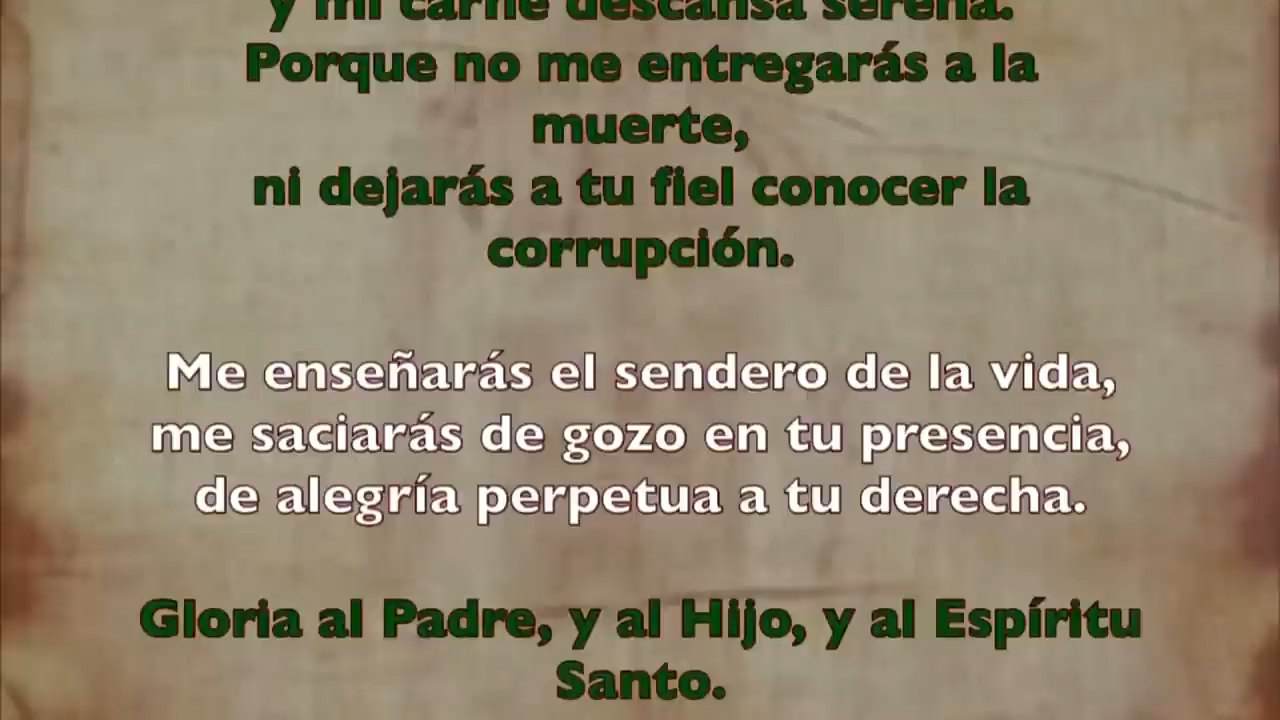 y mi carne descansa serena.
Porque no me entregarás a la
muerte,
ni dejarás a tu fiel conocer la
corrupción.
Me enseñarás el sendero de la vida,
me saciarás de gozo en tu presencia,
de alegría perpetua a tu derecha.
Gloria al Padre, y al Hijo, y al Espíritu
Santo.